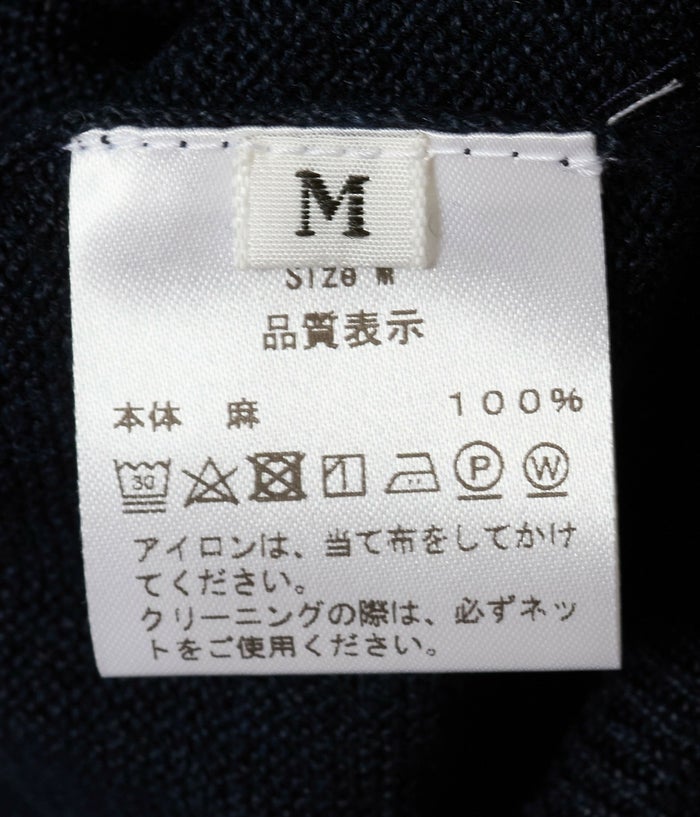 M
Size M
品質表示
本体 麻 100%
30 P W
アイロンは、当て布をしてかけ
てください。
クリーニングの際は、必ずネッ
トをご使用ください。